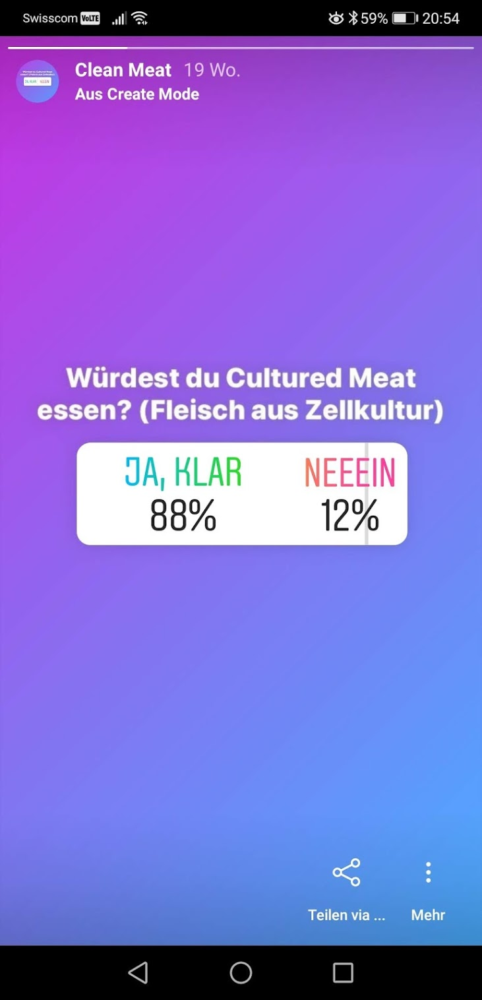 Swisscom VoLTE 59% 20:54
Clean Meat 19 Wo.
Aus Create Mode
Würdest du Cultured Meat
essen? (Fleisch aus Zellkultur)
JA, KLAR NEEEIN
88% 12%
Teilen via ... Mehr